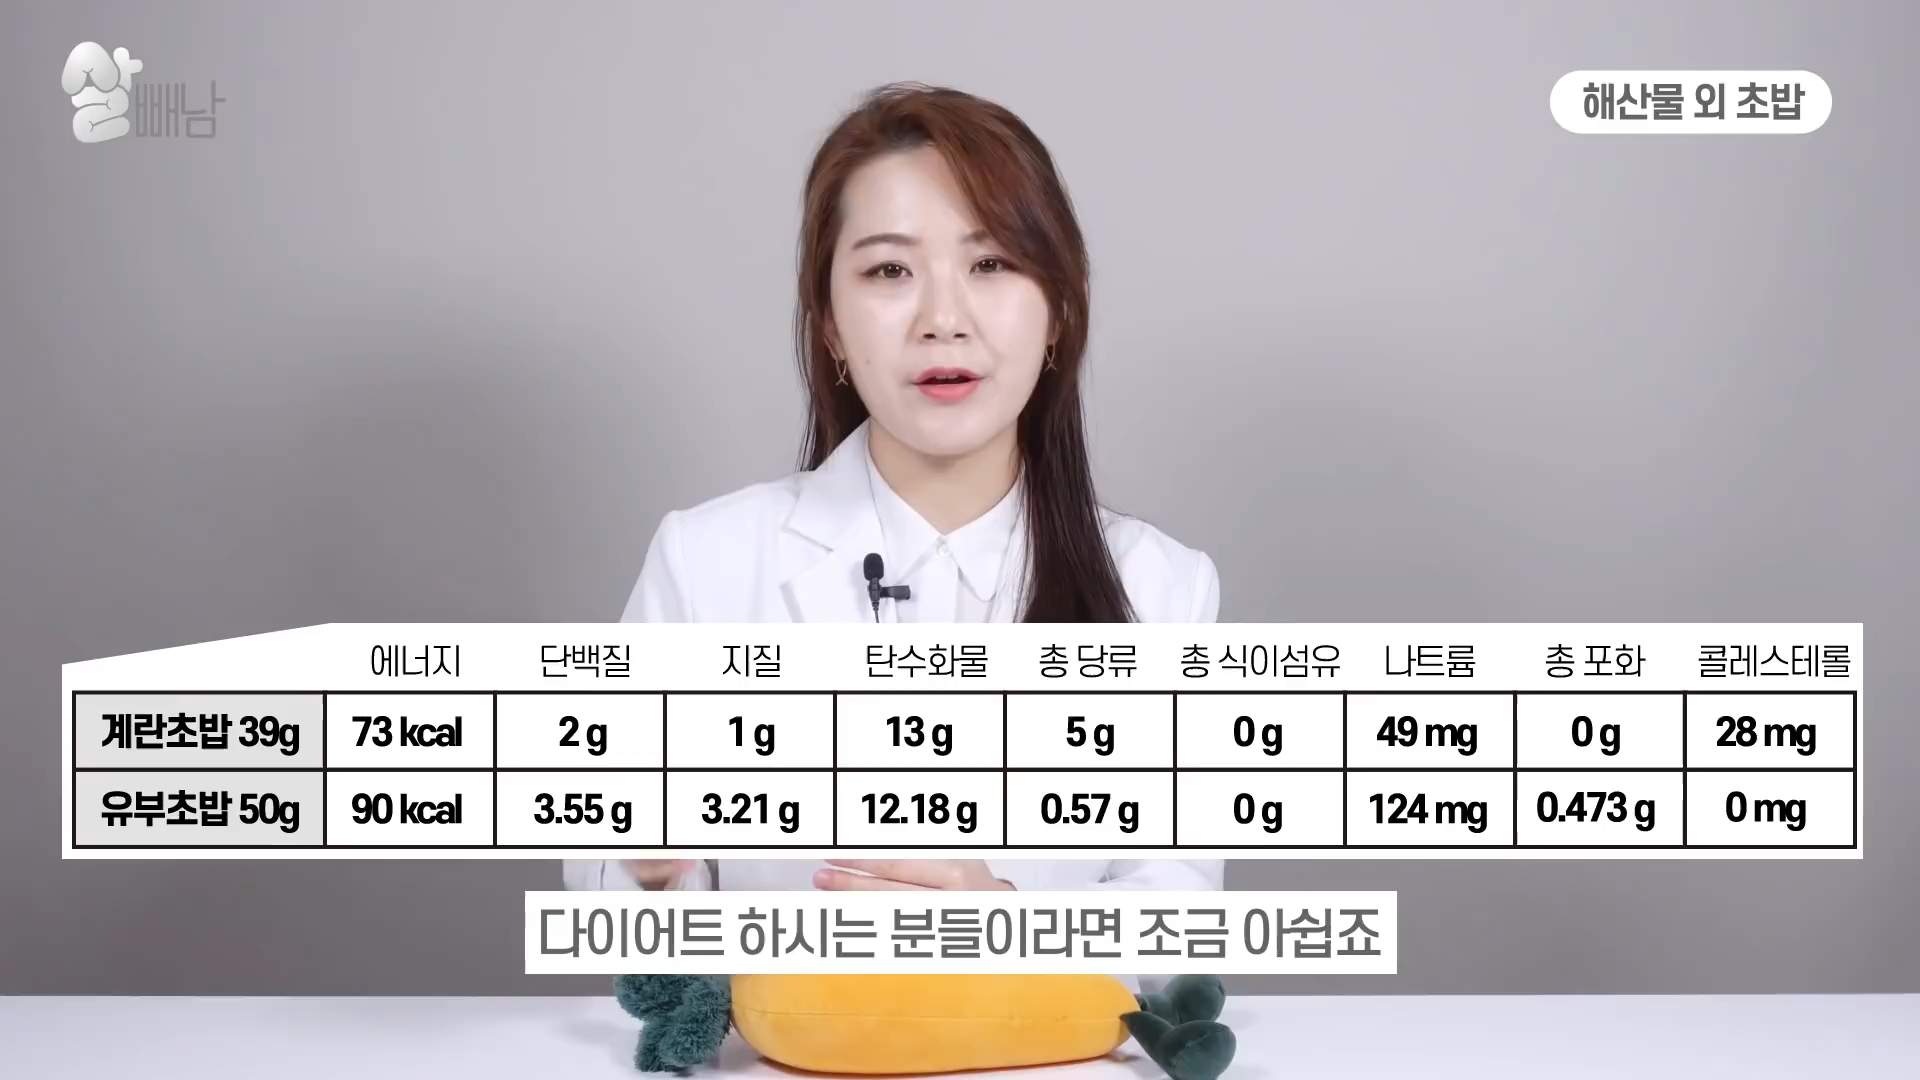 살빼남
해산물 외 초밥
에너지 단백질 지질 탄수화물 총 당류 총 식이섬유 나트륨 총 포화 콜레스테롤
계란초밥 39g 73 kcal 2 g 1 g 13 g 5 g 0 g 49 mg 0 g 28 mg
유부초밥 50g 90 kcal 3.55 g 3.21 g 12.18 g 0.57 g 0 g 124 mg 0.473 g 0 mg
다이어트 하시는 분들이라면 조금 아쉽죠